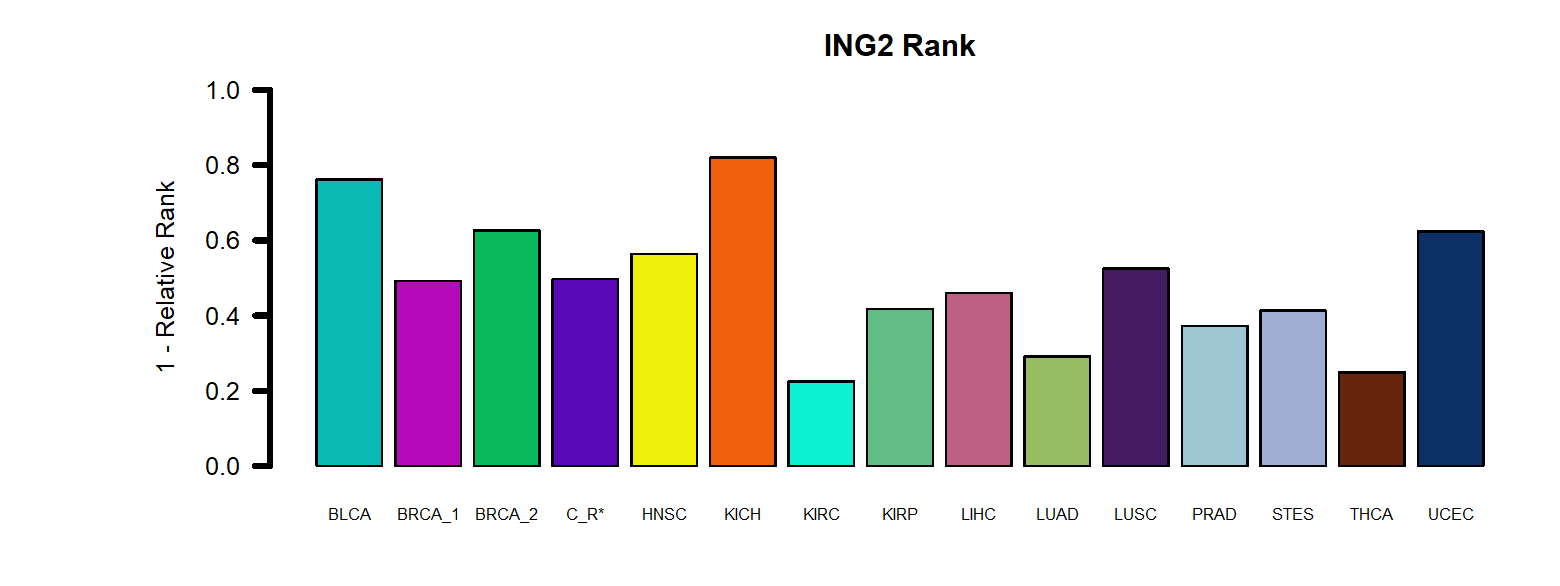 ING2 Rank
1 - Relative Rank
1.0
0.8
0.6
0.4
0.2
0.0
BLCA BRCA_1 BRCA_2 C_R* HNSC KICH KIRC KIRP LIHC LUAD LUSC PRAD STES THCA UCEC